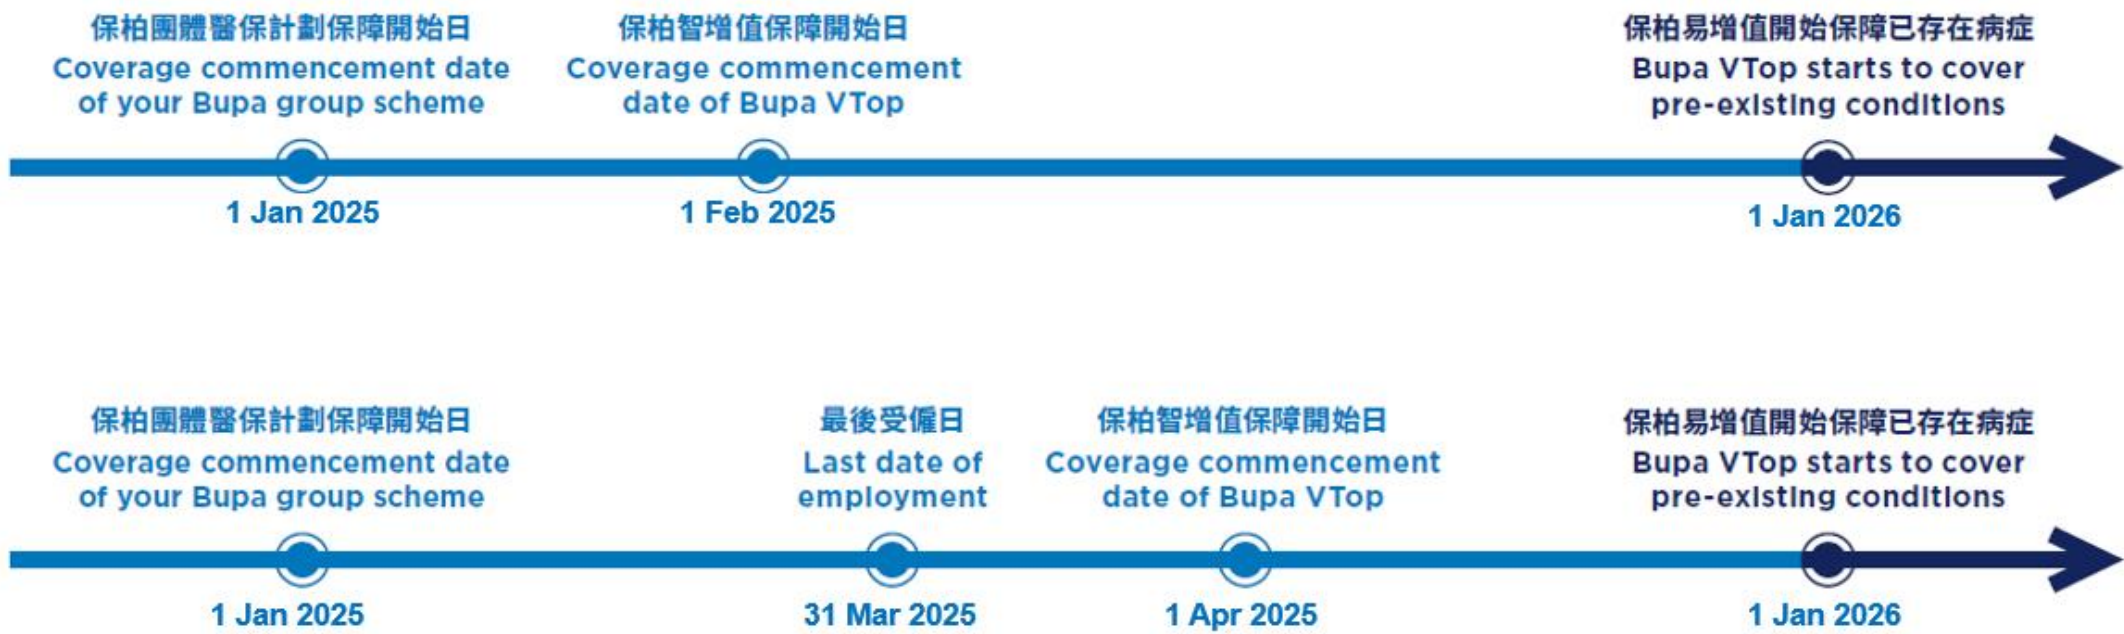 保柏團體醫保計劃保障開始日
Coverage commencement date
of your Bupa group scheme
1 Jan 2025
保柏智增值保障開始日
Coverage commencement
date of Bupa VTop
1 Feb 2025
保柏易增值開始保障已存在病症
Bupa VTop starts to cover
pre-existing conditions
1 Jan 2026
保柏團體醫保計劃保障開始日
Coverage commencement date
of your Bupa group scheme
1 Jan 2025
最後受僱日
Last date of
employment
31 Mar 2025
保柏智增值保障開始日
Coverage commencement
date of Bupa VTop
1 Apr 2025
保柏易增值開始保障已存在病症
Bupa VTop starts to cover
pre-existing conditions
1 Jan 2026